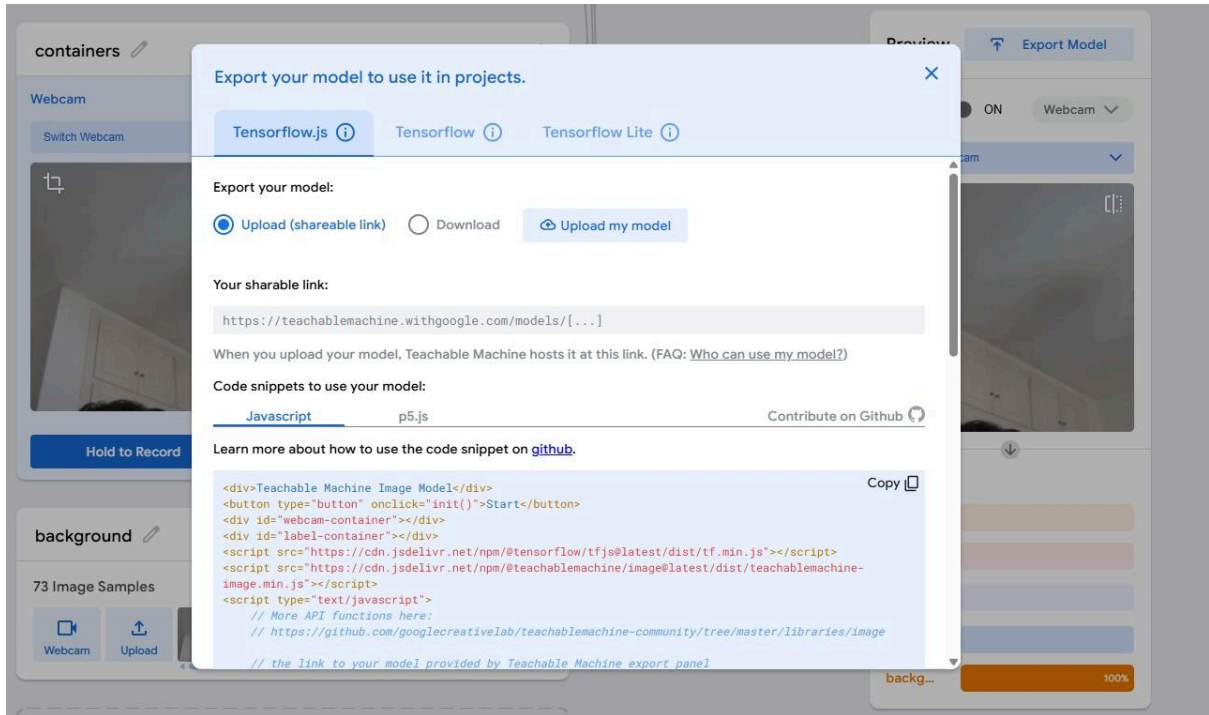 containers
Webcam
Switch Webcam
Hold to Record
background
73 Image Samples
Webcam
Upload
Export your model to use it in projects.
Tensorflow.js
Tensorflow
Tensorflow Lite
Export your model:
Upload (shareable link)
Download
Upload my model
Your sharable link:
https://teachablemachine.withgoogle.com/models/[...]
When you upload your model, Teachable Machine hosts it at this link. (FAQ: Who can use my model?)
Code snippets to use your model:
Javascript
p5.js
Contribute on Github
Learn more about how to use the code snippet on github.
Copy
<div>Teachable Machine Image Model</div>
<button type="button" onclick="init()">Start</button>
<div id="webcam-container"></div>
<div id="label-container"></div>
<script src="https://cdn.jsdelivr.net/npm/@tensorflow/tfjs@latest/dist/tf.min.js"></script>
<script src="https://cdn.jsdelivr.net/npm/@teachablemachine/image@latest/dist/teachablemachine-
image.min.js"></script>
<script type="text/javascript">
// More API functions here:
// https://github.com/googlecreativelab/teachablemachine-community/tree/master/libraries/image
// the link to your model provided by Teachable Machine export panel
Preview
Export Model
ON
Webcam
backg...
100%